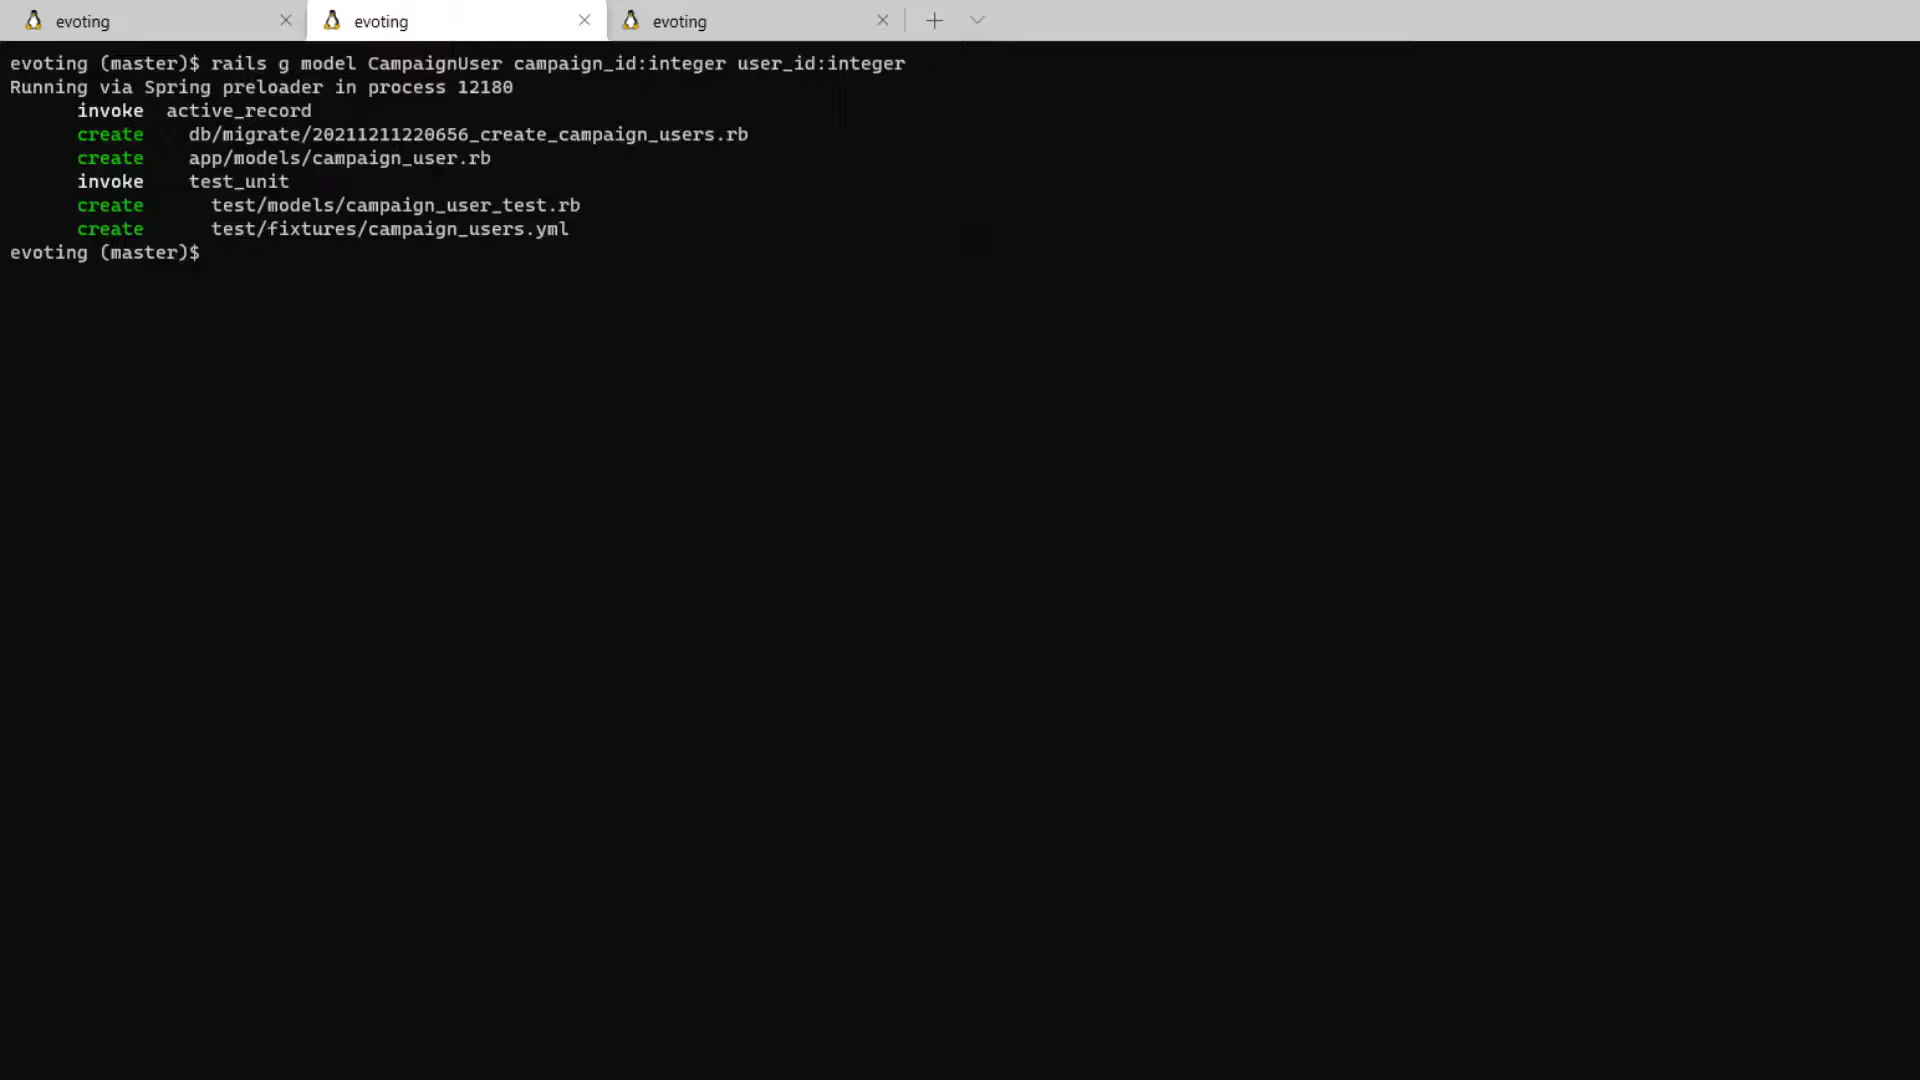 evoting evoting evoting
evoting (master)$ rails g model CampaignUser campaign_id:integer user_id:integer
Running via Spring preloader in process 12180
invoke active_record
create db/migrate/20211211220656_create_campaign_users.rb
create app/models/campaign_user.rb
invoke test_unit
create test/models/campaign_user_test.rb
create test/fixtures/campaign_users.yml
evoting (master)$